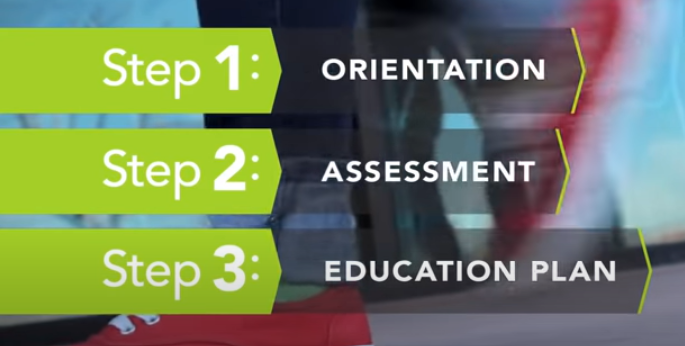 Step 1: ORIENTATION
Step 2: ASSESSMENT
Step 3: EDUCATION PLAN